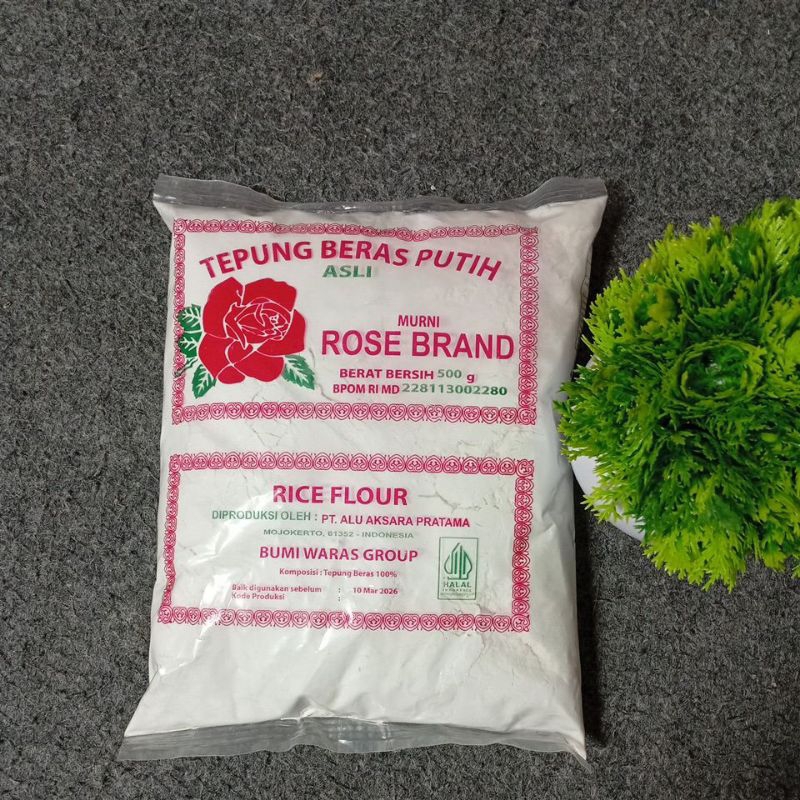 TEPUNG BERAS PUTIH
ASLI
MURNI
ROSE BRAND
BERAT BERSIH 500 g
BPOM RI MD 228113002280
RICE FLOUR
DIPRODUKSI OLEH : PT. ALU AKSARA PRATAMA
MOJOKERTO, 61352 - INDONESIA
BUMI WARAS GROUP
Komposisi : Tepung Beras 100%
Baik digunakan sebelum : 10 Mar 2026
Kode Produksi :
HALAL
INDONESIA